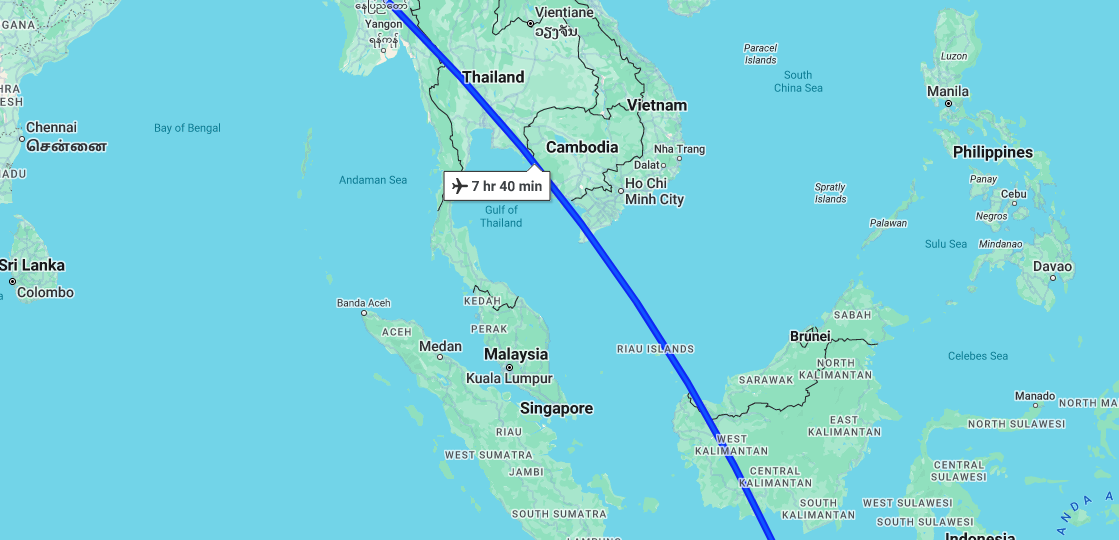 နေပြည်တော်
Vientiane
ວຽງຈັນ
GANA
Yangon
ရန်ကုန်
Paracel
Islands
Luzon
South
China Sea
Thailand
Manila
Vietnam
Chennai
சென்னை
Bay of Bengal
Cambodia
Nha Trang
Dalat
Philippines
Andaman Sea
7 hr 40 min
Ho Chi
Minh City
Spratly
Islands
Panay
Cebu
Gulf of
Thailand
Negros
Palawan
Sulu Sea
Mindanao
Sri Lanka
Colombo
Davao
Banda Aceh
KEDAH
SABAH
ACEH
PERAK
Brunei
Medan
Malaysia
RIAU ISLANDS
Celebes Sea
NORTH
KALIMANTAN
Kuala Lumpur
SARAWAK
Manado
NORTH MA
Singapore
EAST
KALIMANTAN
NORTH SULAWESI
RIAU
WEST
KALIMANTAN
WEST SUMATRA
JAMBI
CENTRAL
KALIMANTAN
CENTRAL
SULAWESI
SOUTH SUMATRA
SOUTH
KALIMANTAN
WEST SULAWESI
SOUTH SULAWESI
ANDA A
LAMPUNG
Indonesia